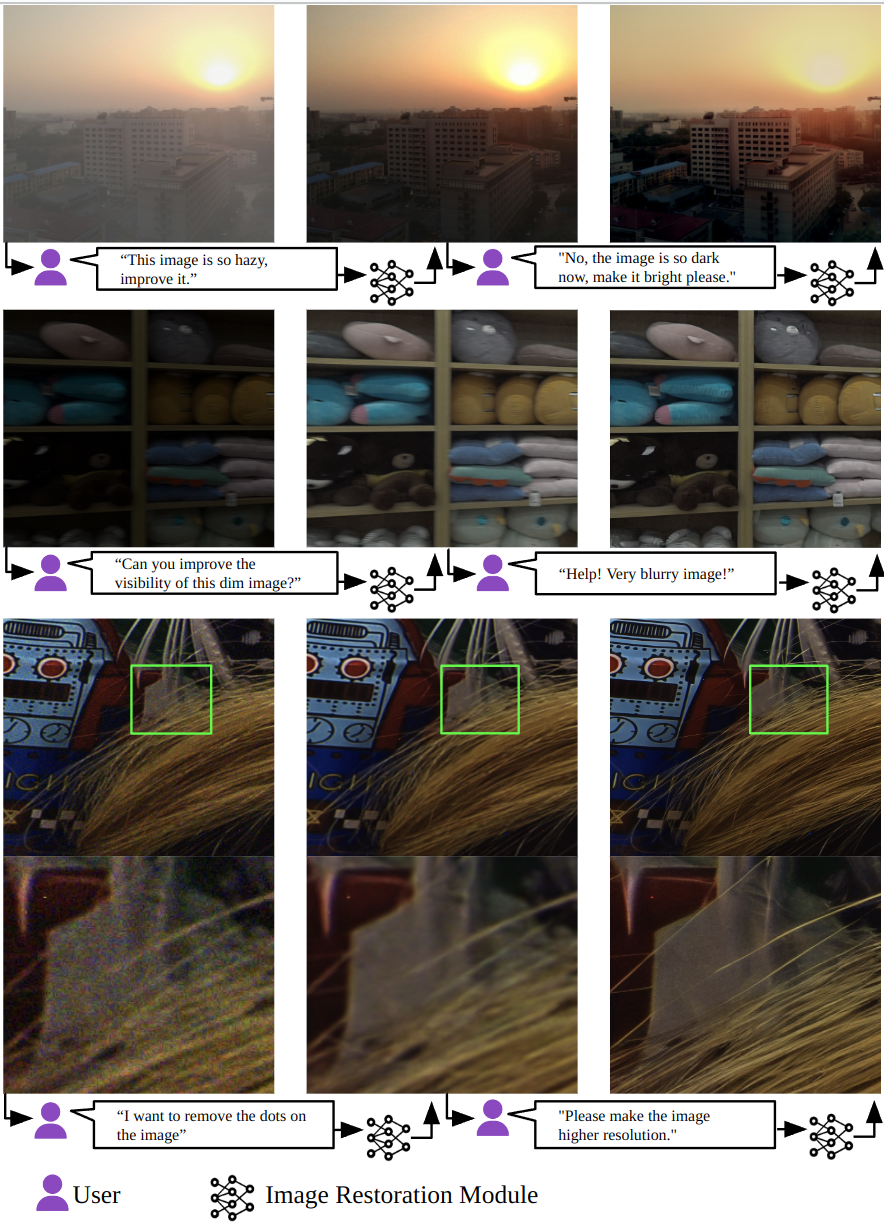 “This image is so hazy,
improve it.”
"No, the image is so dark
now, make it bright please."
“Can you improve the
visibility of this dim image?”
“Help! Very blurry image!”
IGH
“I want to remove the dots on
the image”
"Please make the image
higher resolution."
User
Image Restoration Module